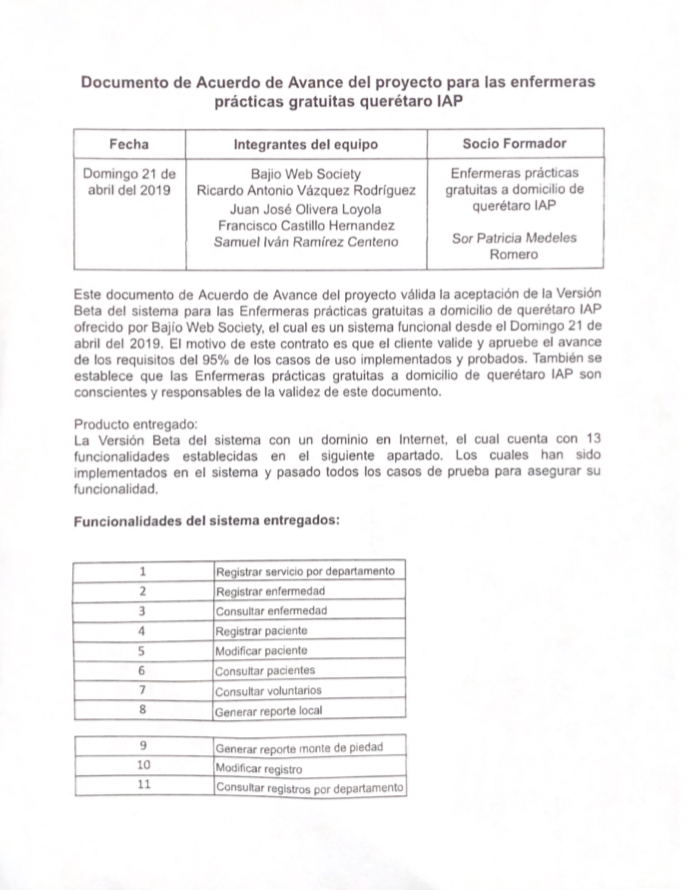 Documento de Acuerdo de Avance del proyecto para las enfermeras
prácticas gratuitas querétaro IAP
Fecha Integrantes del equipo Socio Formador
Domingo 21 de abril del 2019
Bajio Web Society
Ricardo Antonio Vázquez Rodríguez
Juan José Olivera Loyola
Francisco Castillo Hernandez
Samuel Iván Ramírez Centeno
Enfermeras prácticas
gratuitas a domicilio de
querétaro IAP
Sor Patricia Medeles
Romero
Este documento de Acuerdo de Avance del proyecto válida la aceptación de la Versión
Beta del sistema para las Enfermeras prácticas gratuitas a domicilio de querétaro IAP
ofrecido por Bajío Web Society, el cual es un sistema funcional desde el Domingo 21 de
abril del 2019. El motivo de este contrato es que el cliente valide y apruebe el avance
de los requisitos del 95% de los casos de uso implementados y probados. También se
establece que las Enfermeras prácticas gratuitas a domicilio de querétaro IAP son
conscientes y responsables de la validez de este documento.
Producto entregado:
La Versión Beta del sistema con un dominio en Internet, el cual cuenta con 13
funcionalidades establecidas en el siguiente apartado. Los cuales han sido
implementados en el sistema y pasado todos los casos de prueba para asegurar su
funcionalidad.
Funcionalidades del sistema entregados:
1 Registrar servicio por departamento
2 Registrar enfermedad
3 Consultar enfermedad
4 Registrar paciente
5 Modificar paciente
6 Consultar pacientes
7 Consultar voluntarios
8 Generar reporte local
9 Generar reporte monte de piedad
10 Modificar registro
11 Consultar registros por departamento